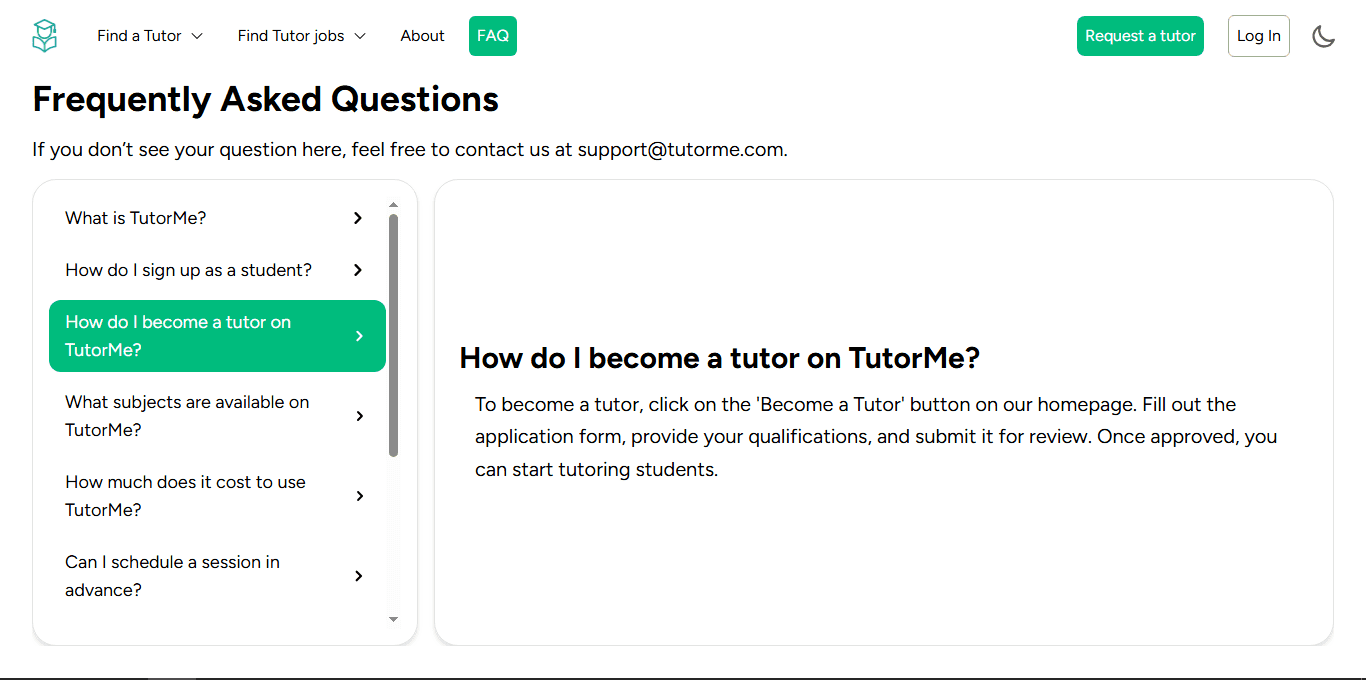 Find a Tutor
Find Tutor jobs
About
FAQ
Request a tutor
Log In
Frequently Asked Questions
If you don’t see your question here, feel free to contact us at support@tutorme.com.
What is TutorMe?
How do I sign up as a student?
How do I become a tutor on
TutorMe?
What subjects are available on
TutorMe?
How much does it cost to use
TutorMe?
Can I schedule a session in
advance?
How do I become a tutor on TutorMe?
To become a tutor, click on the 'Become a Tutor' button on our homepage. Fill out the
application form, provide your qualifications, and submit it for review. Once approved, you
can start tutoring students.